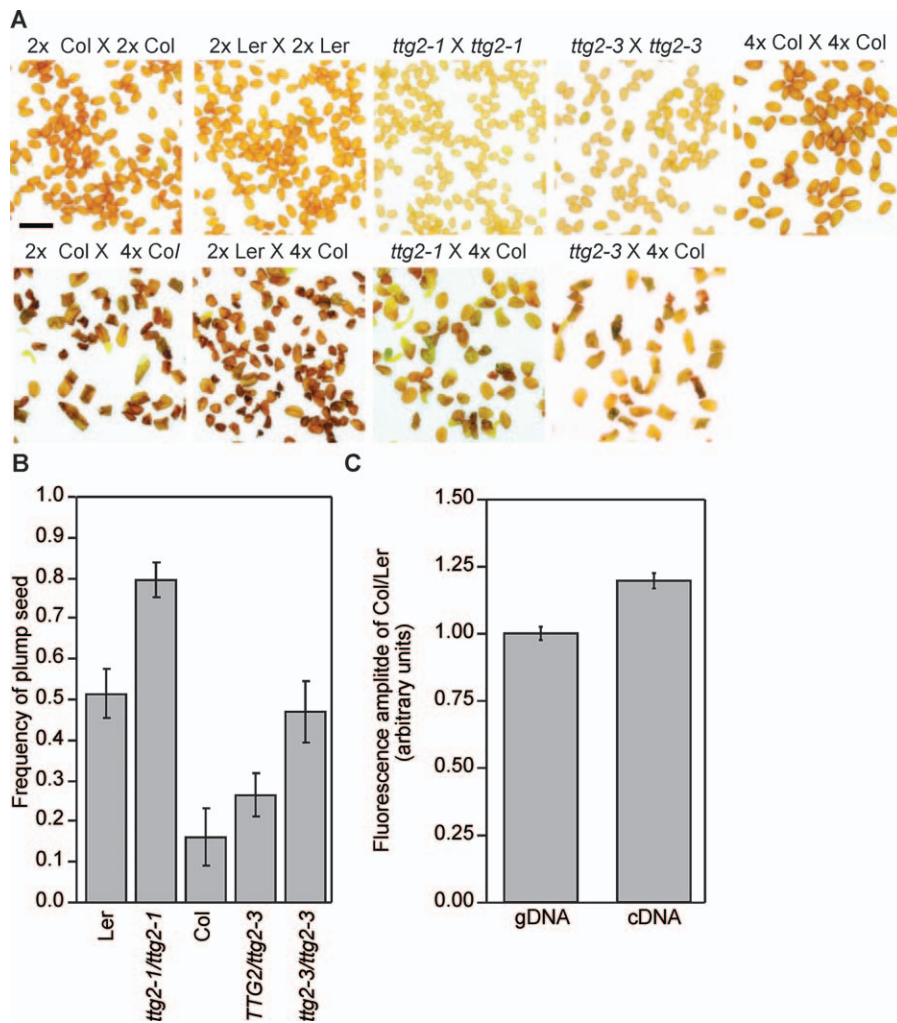 A
2x Col X 2x Col
2x Ler X 2x Ler
ttg2-1 X ttg2-1
ttg2-3 X ttg2-3
4x Col X 4x Col
2x Col X 4x Col
2x Ler X 4x Col
ttg2-1 X 4x Col
ttg2-3 X 4x Col
B
Frequency of plump seed
1.0
0.9
0.8
0.7
0.6
0.5
0.4
0.3
0.2
0.1
0.0
Ler
ttg2-1/ttg2-1
Col
TTG2/ttg2-3
ttg2-3/ttg2-3
C
Fluorescence amplitde of Col/Ler
(arbitrary units)
1.50
1.25
1.00
0.75
0.50
0.25
0.00
gDNA
cDNA